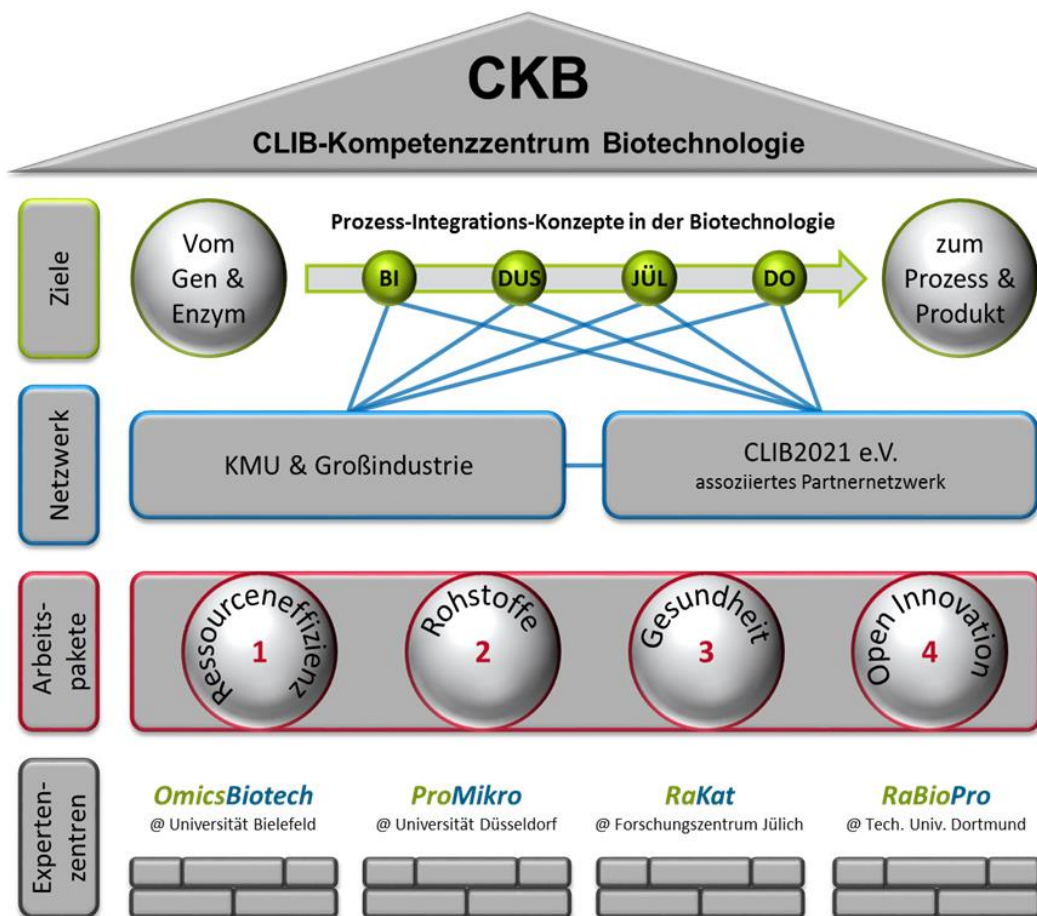 CKB
CLIB-Kompetenzzentrum Biotechnologie
Ziele
Vom
Gen &
Enzym
Prozess-Integrations-Konzepte in der Biotechnologie
BI
DUS
JÜL
DO
zum
Prozess &
Produkt
Netzwerk
KMU & Großindustrie
CLIB2021 e.V.
assoziiertes Partnernetzwerk
Arbeits-
pakete
Ressourceneffizienz
1
Rohstoffe
2
Gesundheit
3
Open Innovation
4
Experten-
zentren
OmicsBiotech
@ Universität Bielefeld
ProMikro
@ Universität Düsseldorf
RaKat
@ Forschungszentrum Jülich
RaBioPro
@ Tech. Univ. Dortmund